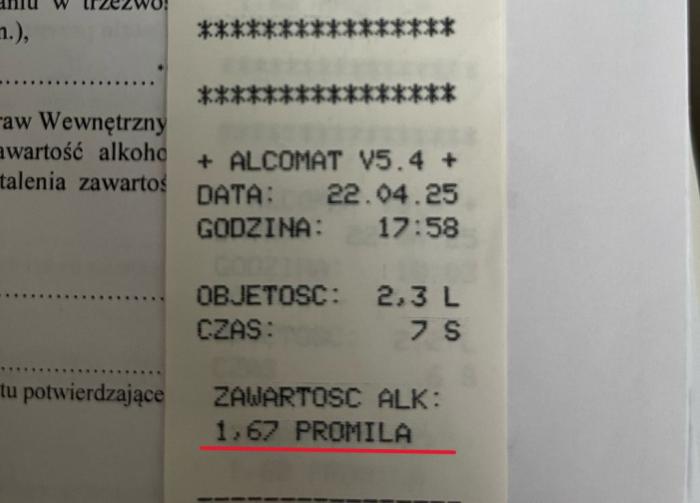 w trzeźwo
n.),
raw Wewnętrzny
awartość alkoho
talenia zawartoś
tu potwierdzające
****************
****************
+ ALCOMAT V5.4 +
DATA: 22.04.25
GODZINA: 17:58
OBJETOSC: 2,3 L
CZAS: 7 S
ZAWARTOSC ALK:
1,67 PROMILA